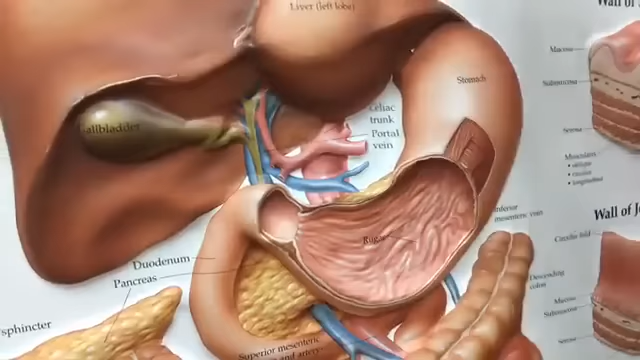 Liver (left lobe)
Wall of
Mucosa
Submucosa
Serosa
Muscularis
• oblique
• circular
• longitudinal
Stomach
Gallbladder
Celiac
trunk
Portal
vein
Rugae
Inferior
mesenteric vein
Wall of J
Circular fold
Duodenum
Pancreas
Descending
colon
Mucosa
Submucosa
Serosa
sphincter
Superior mesenteric
and artery